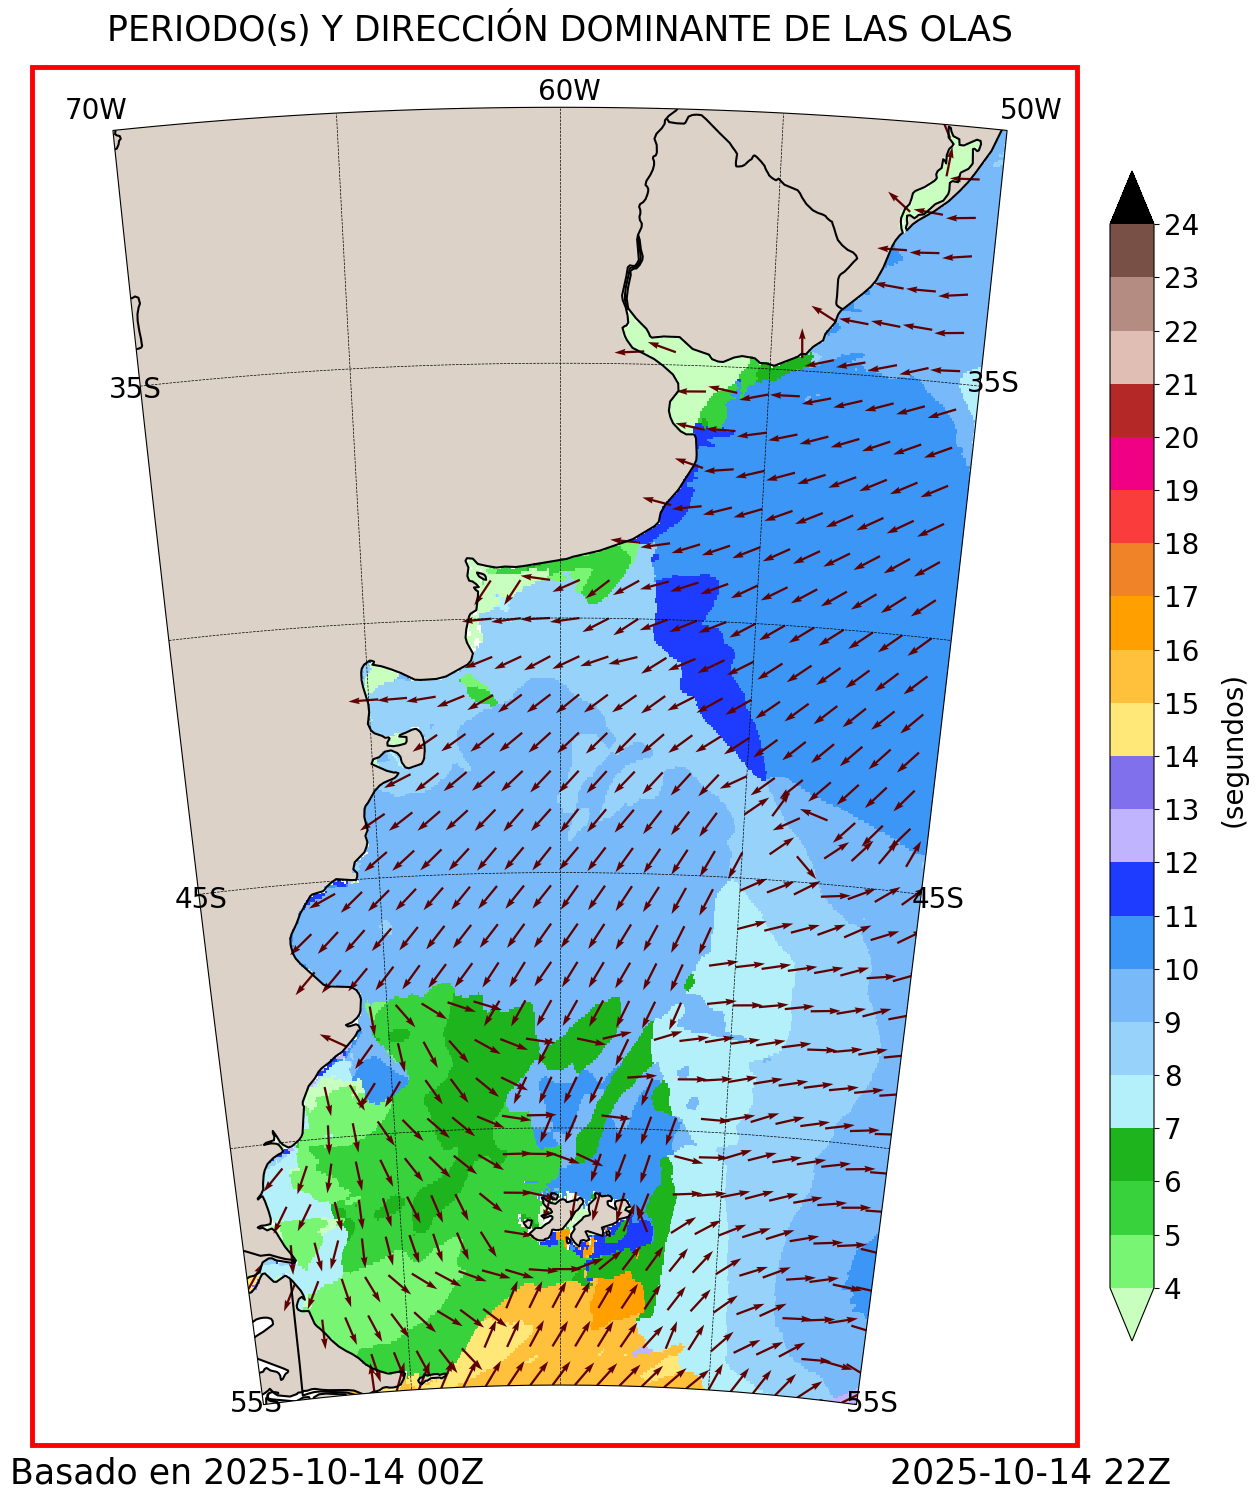 PERIODO(s) Y DIRECCIÓN DOMINANTE DE LAS OLAS
70W
60W
50W
35S
35S
45S
45S
55S
55S
24
23
22
21
20
19
18
17
16
15
14
13
12
11
10
9
8
7
6
5
4
(segundos)
Basado en 2025-10-14 00Z
2025-10-14 22Z